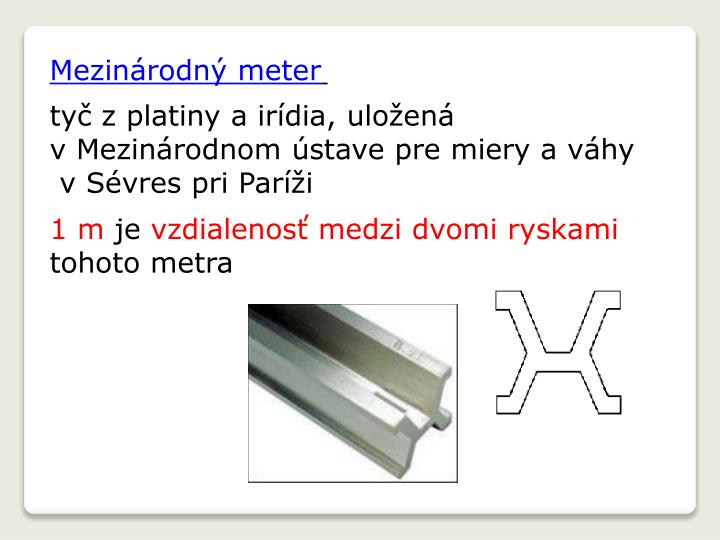 Mezinárodný meter
tyč z platiny a irídia, uložená
v Mezinárodnom ústave pre miery a váhy
v Sévres pri Paríži
1 m je vzdialenosť medzi dvomi ryskami
tohoto metra